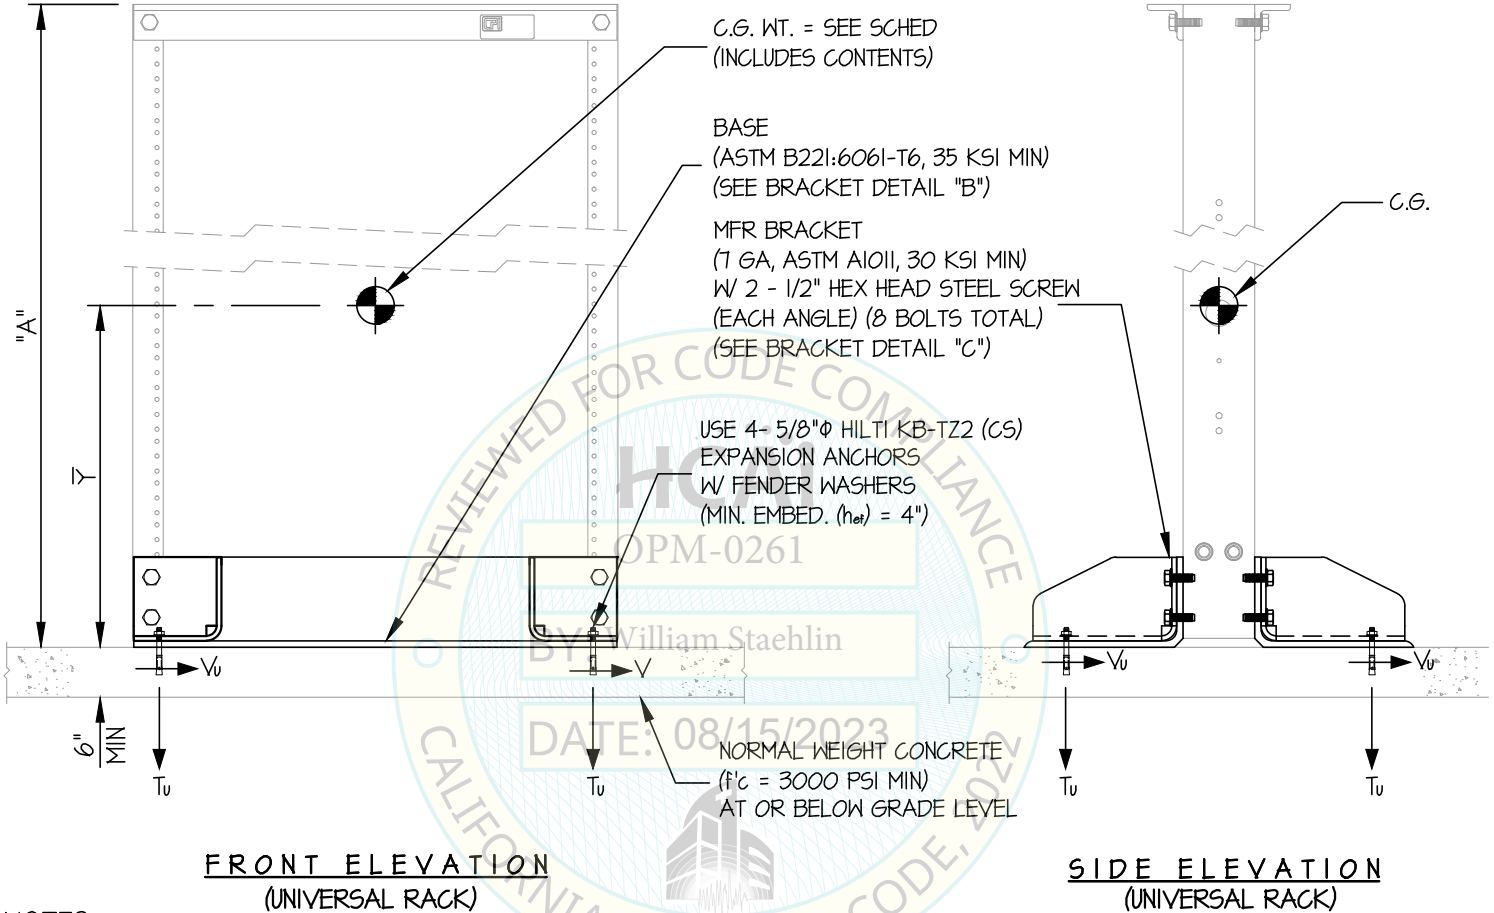 C.G. WT. = SEE SCHED
(INCLUDES CONTENTS)
BASE
(ASTM B221:6061-T6, 35 KSI MIN)
(SEE BRACKET DETAIL "B")
MFR BRACKET
(7 GA, ASTM A1011, 30 KSI MIN)
W/ 2 - 1/2" HEX HEAD STEEL SCREW
(EACH ANGLE) (8 BOLTS TOTAL)
(SEE BRACKET DETAIL "C")
C.G.
"A"
Y
USE 4- 5/8"Φ HILTI KB-TZ2 (CS)
EXPANSION ANCHORS
W/ FENDER WASHERS
(MIN. EMBED. (hef) = 4")
REVIEWED FOR CODE COMPLIANCE
HCAI
OPM-0261
BY: William Staehlin
DATE: 08/15/2023
CALIFORNIA
CODE, 2022
Vu
V
Vu
Vu
6"
MIN
Tu
Tu
Tu
Tu
NORMAL WEIGHT CONCRETE
(f'c = 3000 PSI MIN)
AT OR BELOW GRADE LEVEL
FRONT ELEVATION
(UNIVERSAL RACK)
SIDE ELEVATION
(UNIVERSAL RACK)